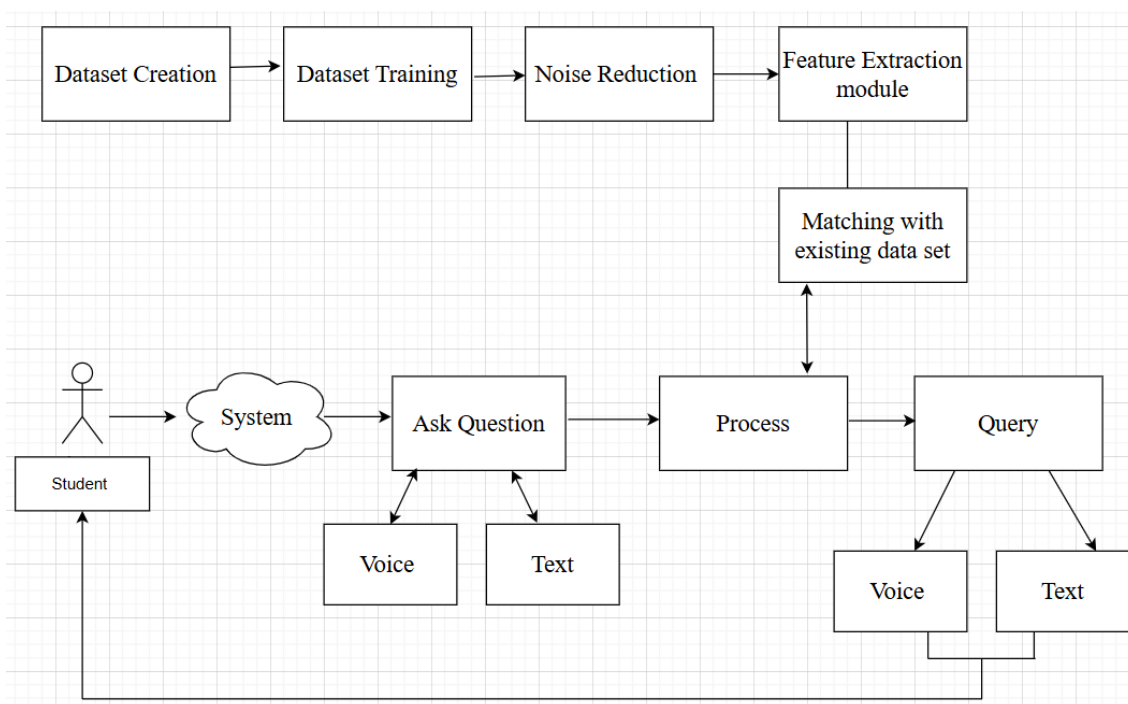 Dataset Creation
Dataset Training
Noise Reduction
Feature Extraction
module
Matching with
existing data set
System
Ask Question
Process
Query
Student
Voice
Text
Voice
Text